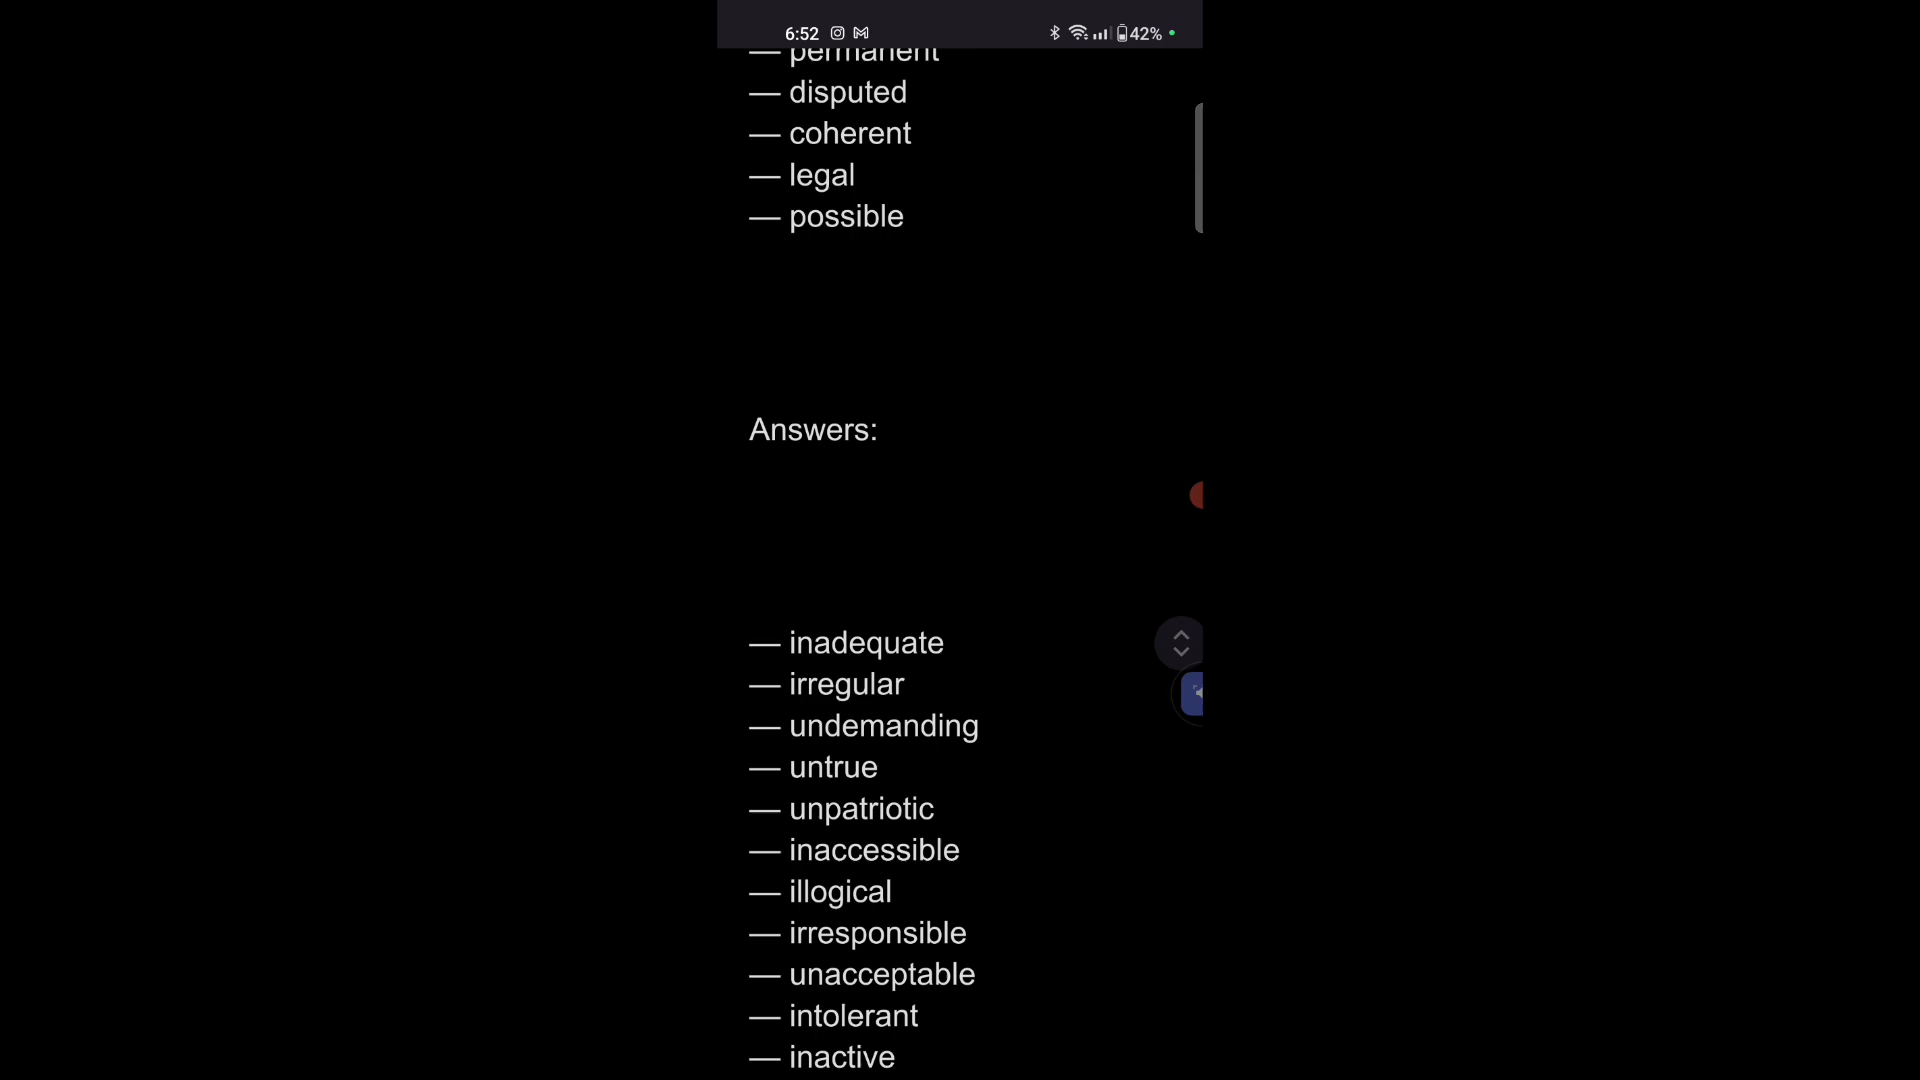 6:52 42%
— permanent
— disputed
— coherent
— legal
— possible
Answers:
— inadequate
— irregular
— undemanding
— untrue
— unpatriotic
— inaccessible
— illogical
— irresponsible
— unacceptable
— intolerant
— inactive